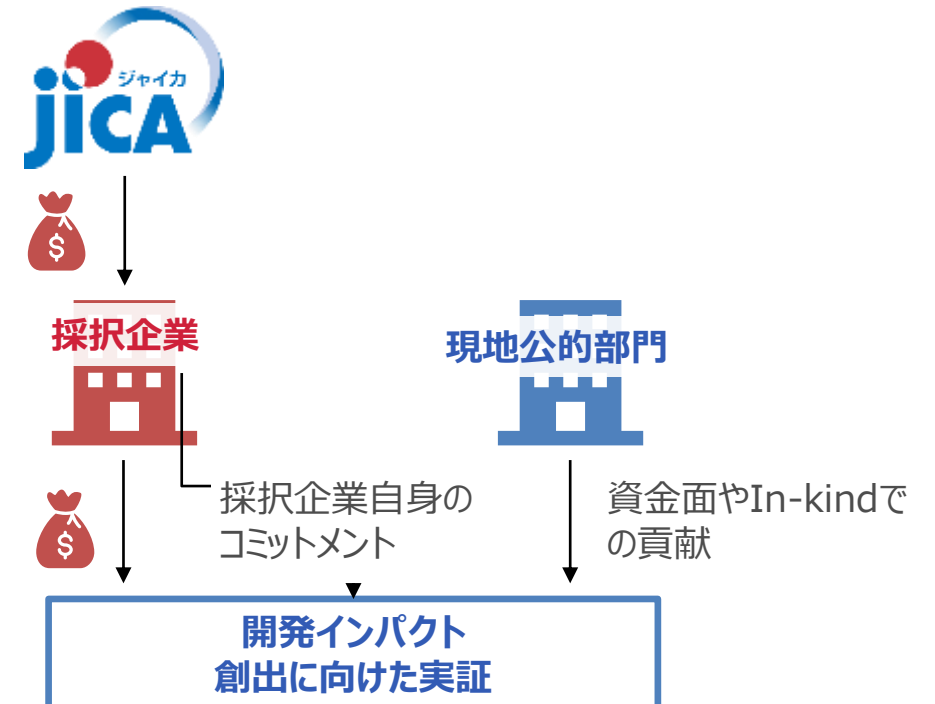 ジャイカ
jICA
$
採択企業
現地公的部門
採択企業自身の
コミットメント
資金面やIn-kindで
の貢献
$
開発インパクト
創出に向けた実証